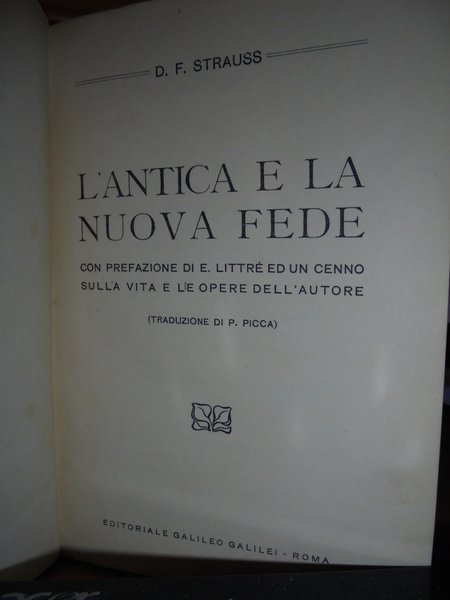 D. F. STRAUSS
L'ANTICA E LA
NUOVA FEDE
CON PREFAZIONE DI E. LITTRÉ ED UN CENNO
SULLA VITA E LE OPERE DELL'AUTORE
(TRADUZIONE DI P. PICCA)
EDITORIALE GALILEO GALILEI - ROMA